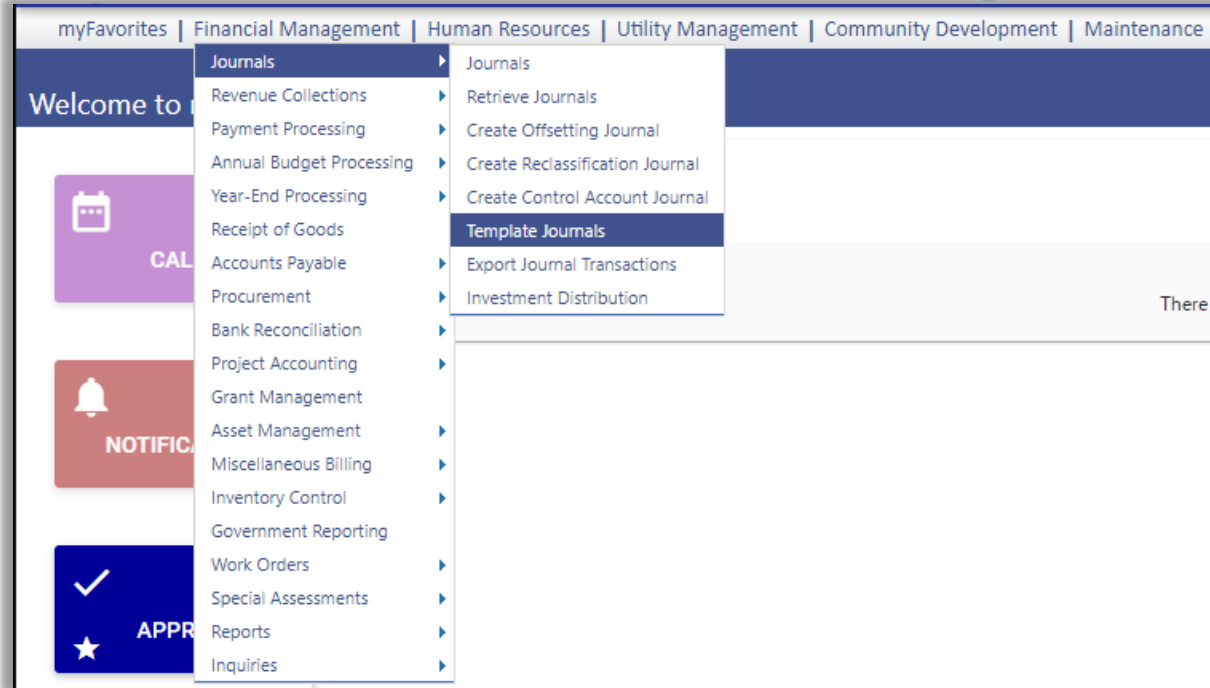 myFavorites | Financial Management | Human Resources | Utility Management | Community Development | Maintenance
Welcome to
Journals
Revenue Collections
Payment Processing
Annual Budget Processing
Year-End Processing
Receipt of Goods
Accounts Payable
Procurement
Bank Reconciliation
Project Accounting
Grant Management
Asset Management
Miscellaneous Billing
Inventory Control
Government Reporting
Work Orders
Special Assessments
Reports
Inquiries
Journals
Retrieve Journals
Create Offsetting Journal
Create Reclassification Journal
Create Control Account Journal
Template Journals
Export Journal Transactions
Investment Distribution
CAL
NOTIFICA
APPR
There